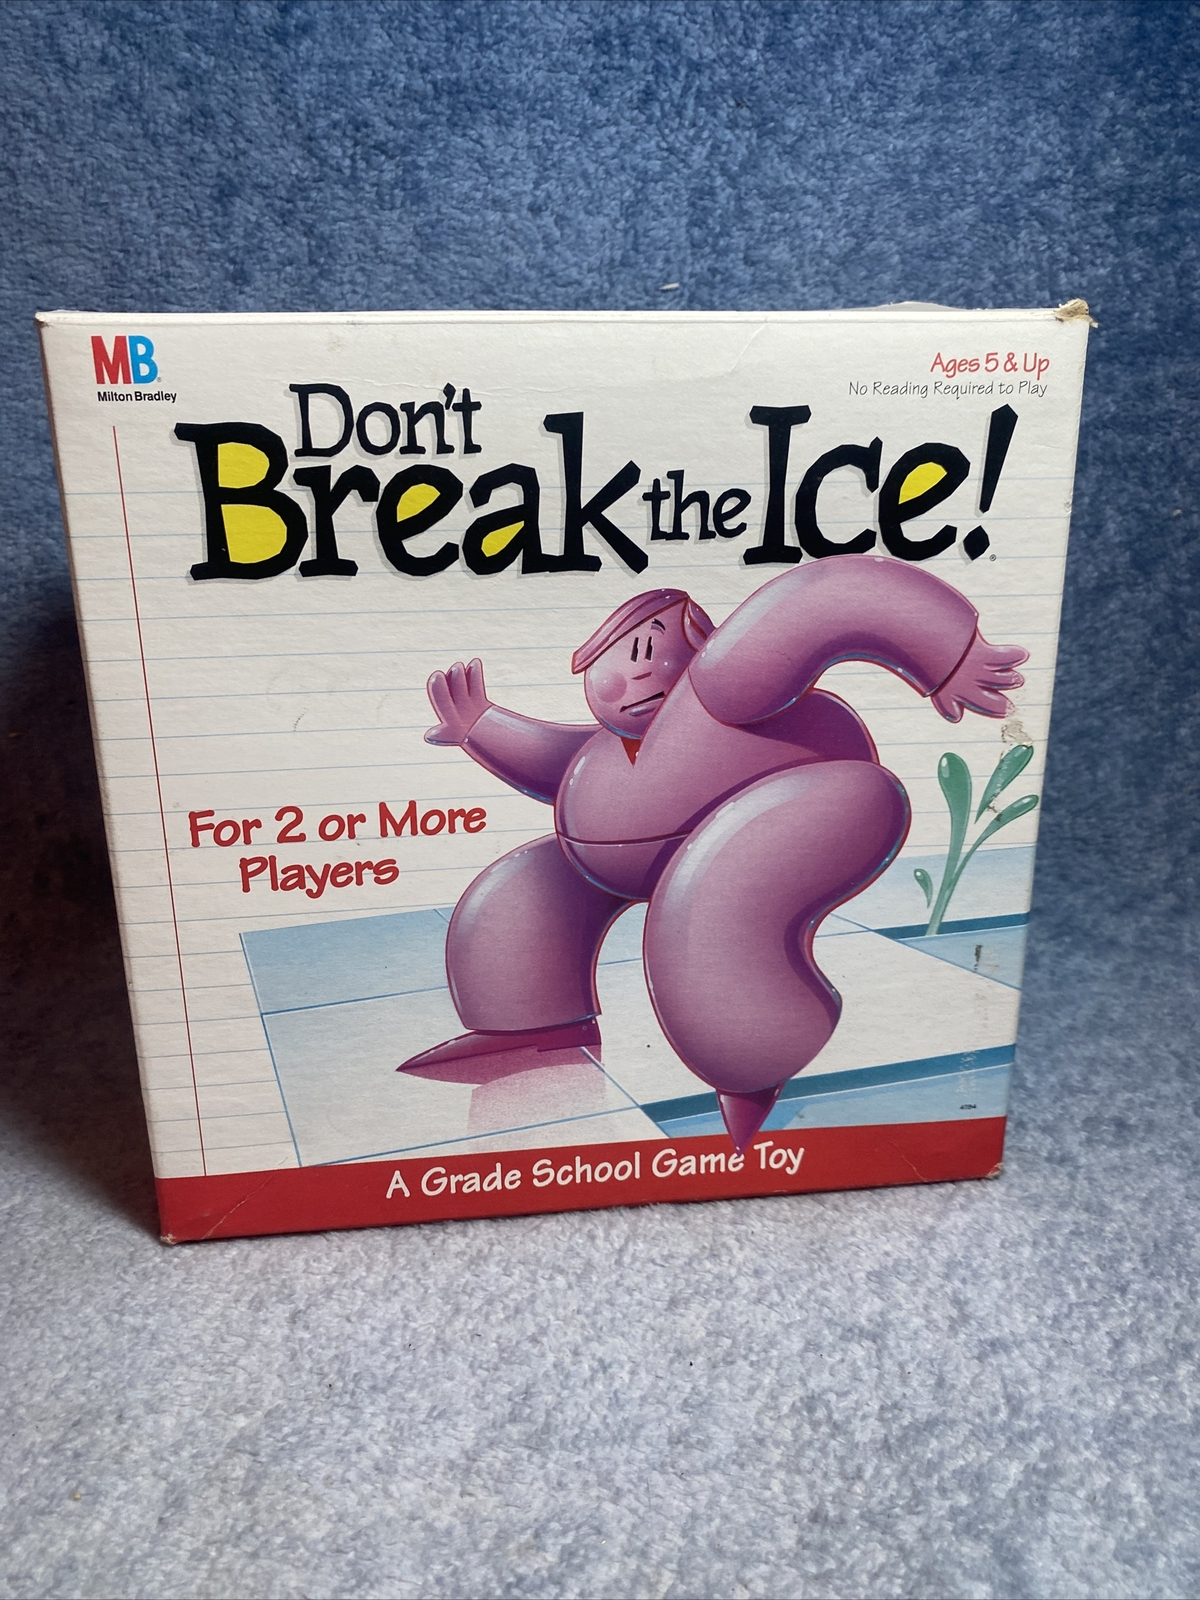 MB
Milton Bradley
Ages 5 & Up
No Reading Required to Play
Don't
Break the Ice!
For 2 or More
Players
4784
A Grade School Game Toy